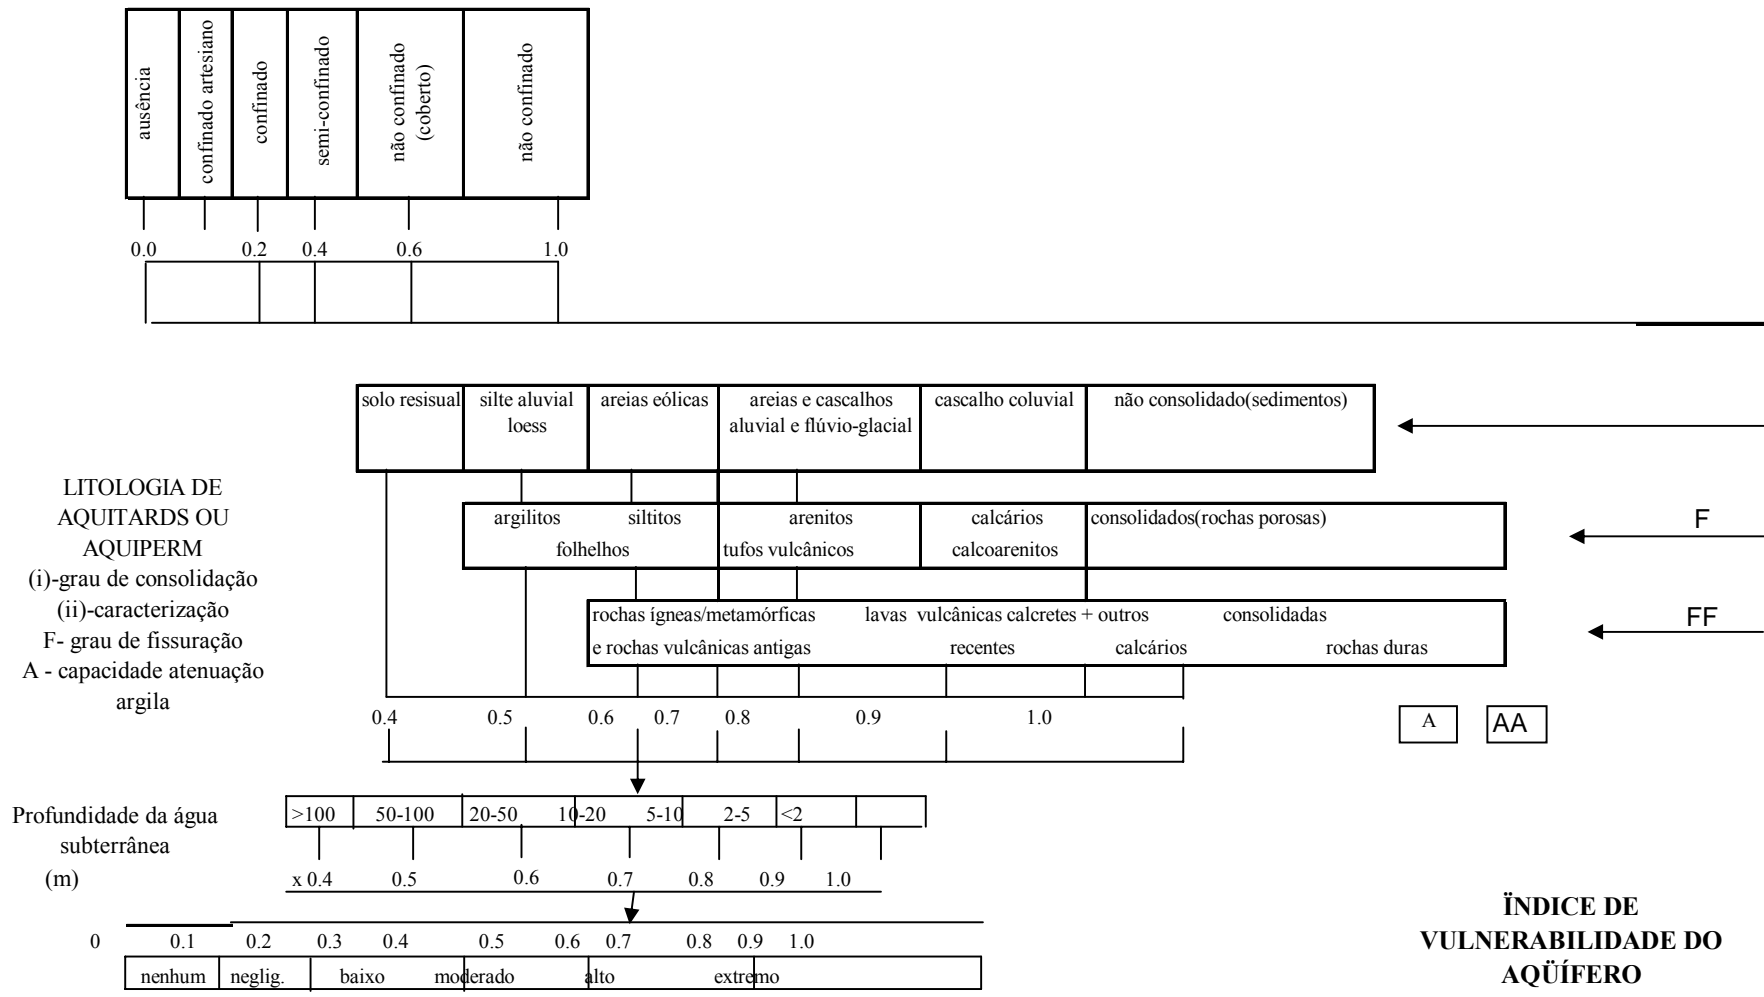 ausência
confinado artesiano
confinado
semi-confinado
não confinado
(coberto)
não confinado
0.0 0.2 0.4 0.6 1.0
solo resisual silte aluvial areias eólicas areias e cascalhos cascalho coluvial não consolidado(sedimentos)
loess aluvial e flúvio-glacial
LITOLOGIA DE
AQUITARDS OU
AQUIPERM
(i)-grau de consolidação
(ii)-caracterização
F- grau de fissuração
A - capacidade atenuação
argila
argilitos siltitos arenitos calcários consolidados(rochas porosas)
folhelhos tufos vulcânicos calcoarenitos
F
rochas ígneas/metamórficas lavas vulcânicas calcretes + outros consolidadas
e rochas vulcânicas antigas recentes calcários rochas duras
FF
0.4 0.5 0.6 0.7 0.8 0.9 1.0
A AA
Profundidade da água
subterrânea
(m)
>100 50-100 20-50 10-20 5-10 2-5 <2
x 0.4 0.5 0.6 0.7 0.8 0.9 1.0
0 0.1 0.2 0.3 0.4 0.5 0.6 0.7 0.8 0.9 1.0
nenhum neglig. baixo moderado alto extremo
ÏNDICE DE
VULNERABILIDADE DO
AQÜÍFERO